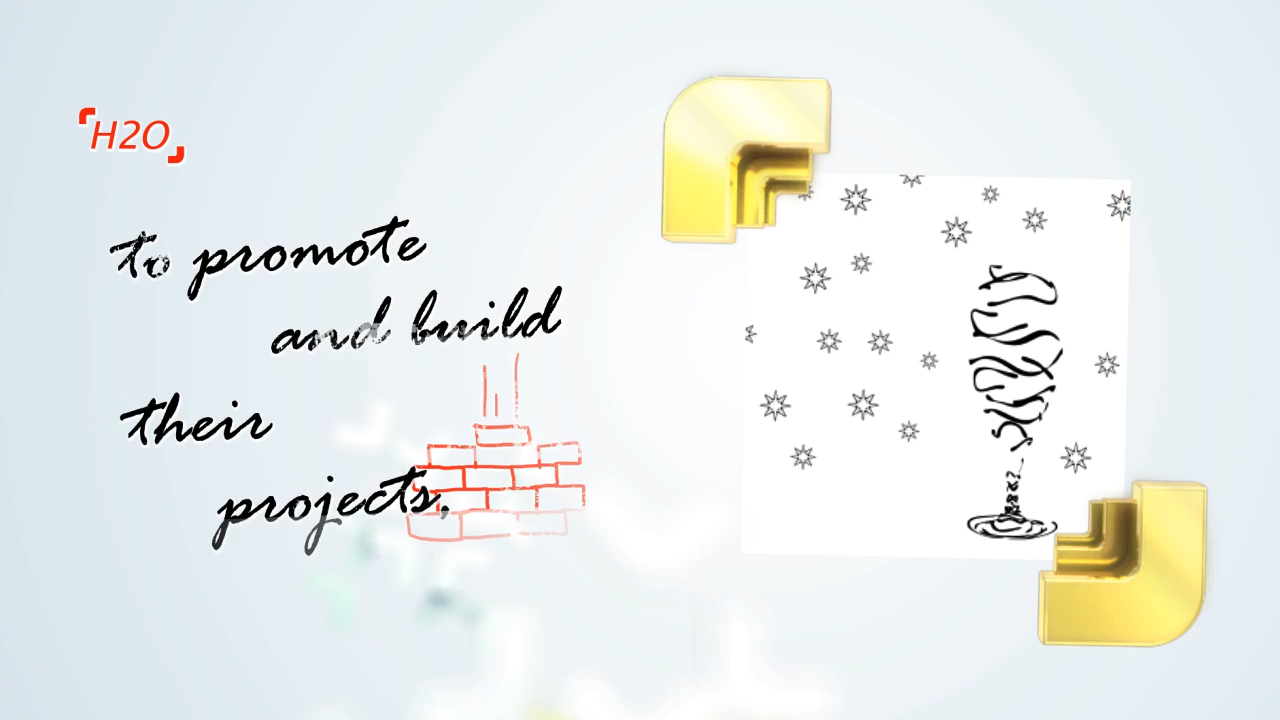 H2O
to promote
and build
their
projects,